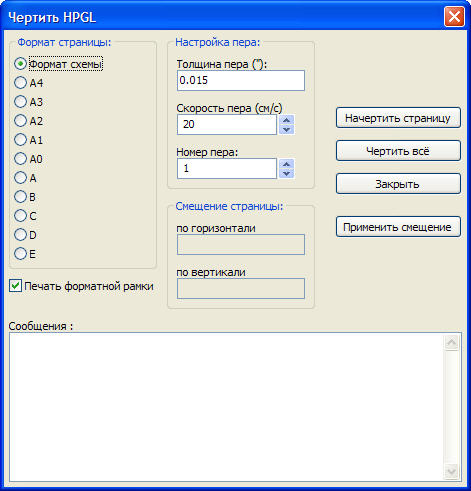 Чертить HPGL
Формат страницы:
Формат схемы
A4
A3
A2
A1
A0
A
B
C
D
E
Печать форматной рамки
Настройка пера:
Толщина пера ("):
0.015
Скорость пера (см/с)
20
Номер пера:
1
Смещение страницы:
по горизонтали
по вертикали
Начертить страницу
Чертить всё
Закрыть
Применить смещение
Сообщения :